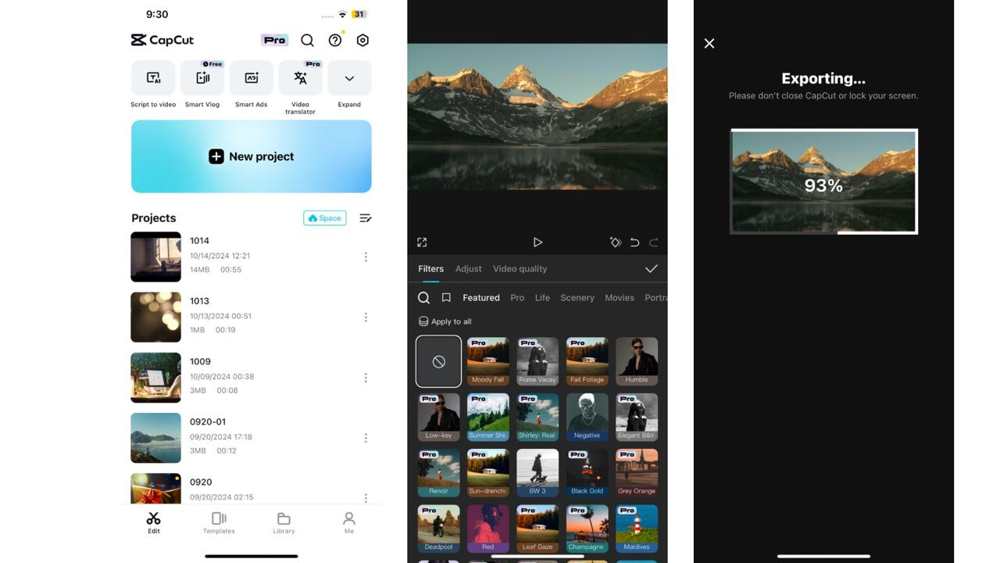 9:30
31
CapCut
Pro
Free
Pro
Script to video
Smart Vlog
Smart Ads
Video translator
Expand
New project
Projects
Space
1014
10/14/2024 12:21
14MB 00:55
1013
10/13/2024 00:51
1MB 00:19
1009
10/09/2024 00:38
3MB 00:08
0920-01
09/20/2024 17:18
3MB 00:12
0920
09/20/2024 02:15
Edit
Templates
Library
Me
Filters Adjust Video quality
Featured Pro Life Scenery Movies Portra
Apply to all
Pro Pro Pro
Moody Fall Rome Vacay Fall Foliage Humble
Pro Pro Pro Pro
Low-key Summer Shi Shirley: Real Negative Elegant B&W
Pro Pro Pro Pro
Renoir Sun-drench BW 3 Black Gold Grey Orange
Pro Pro Pro Pro
Deadpool Red Leaf Gaze Champagne Maldives
Exporting...
Please don't close CapCut or lock your screen.
93%